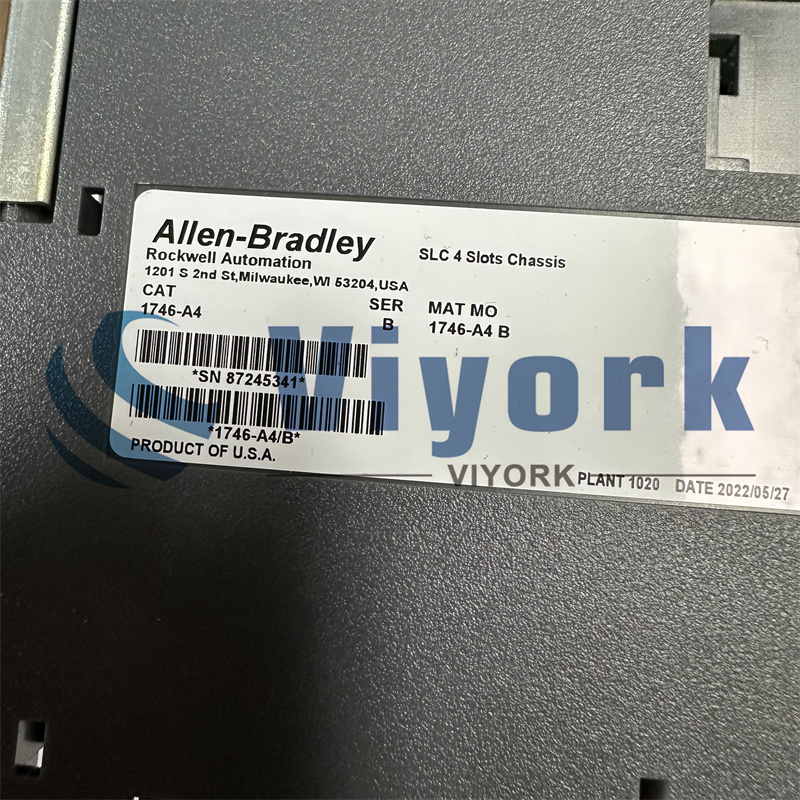 Allen-Bradley
Rockwell Automation
1201 S 2nd St,Milwaukee,WI 53204,USA
SLC 4 Slots Chassis
CAT
1746-A4
SER
B
MAT MO
1746-A4 B
*SN 87245341*
*1746-A4/B*
PRODUCT OF U.S.A.
PLANT 1020 DATE 2022/05/27
Viyork
VIYORK